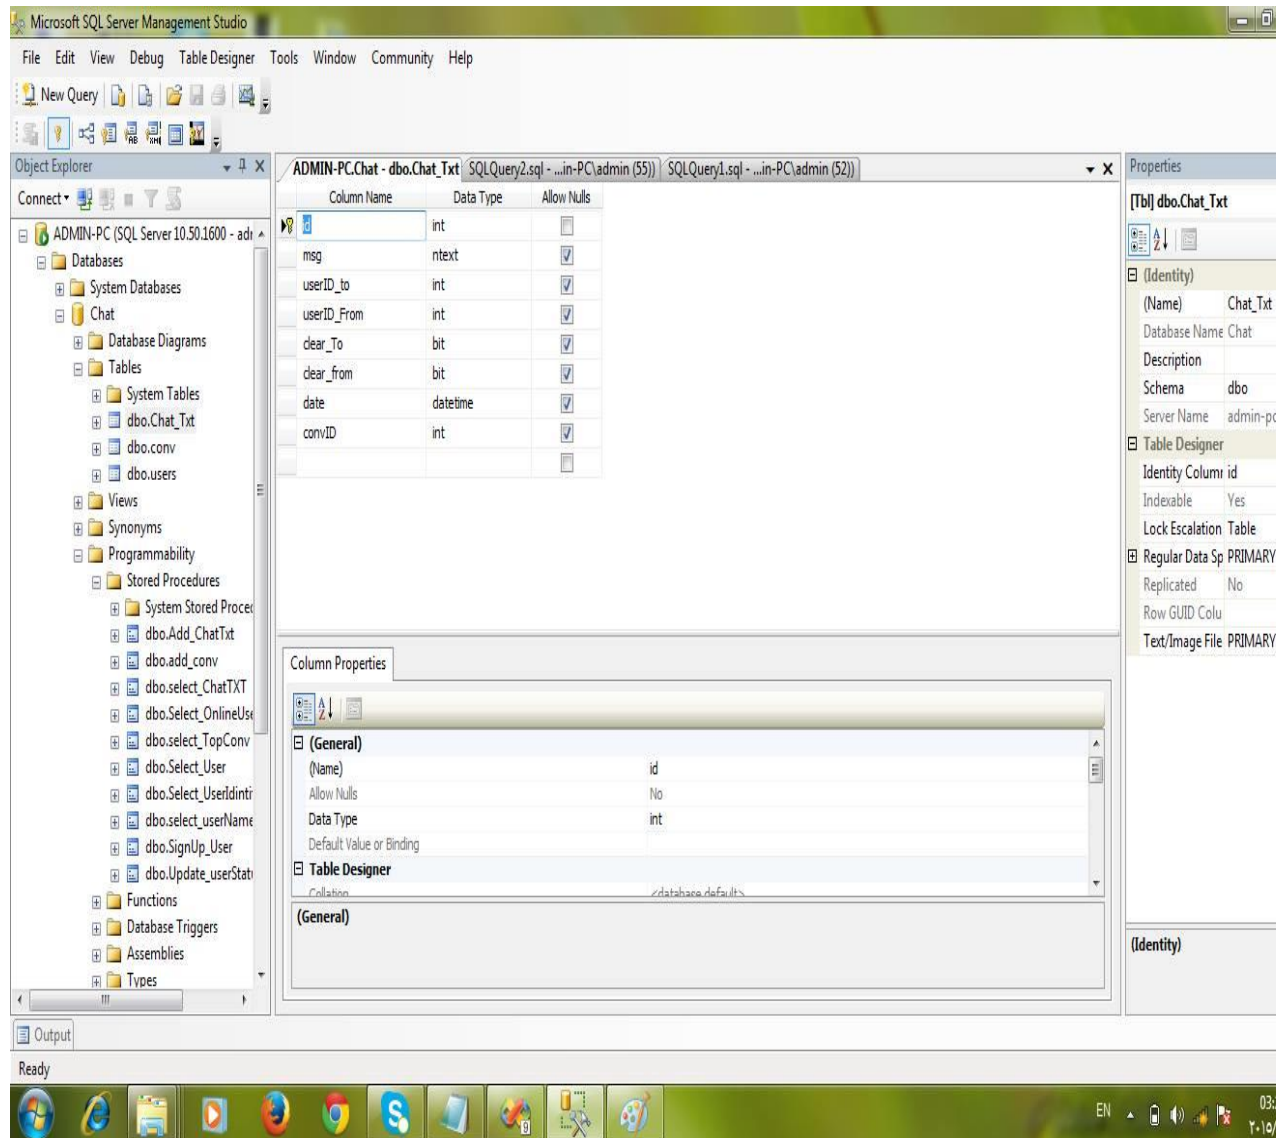 Microsoft SQL Server Management Studio
File Edit View Debug Table Designer Tools Window Community Help
New Query
Object Explorer
Connect
ADMIN-PC (SQL Server 10.50.1600 - adr
Databases
System Databases
Chat
Database Diagrams
Tables
System Tables
dbo.Chat_Txt
dbo.conv
dbo.users
Views
Synonyms
Programmability
Stored Procedures
System Stored Proced
dbo.Add_ChatTxt
dbo.add_conv
dbo.select_ChatTXT
dbo.Select_OnlineUse
dbo.select_TopConv
dbo.Select_User
dbo.Select_UserIdintif
dbo.select_userName
dbo.SignUp_User
dbo.Update_userStatu
Functions
Database Triggers
Assemblies
Types
ADMIN-PC.Chat - dbo.Chat_Txt SQLQuery2.sql - ...in-PC\admin (55)) SQLQuery1.sql - ...in-PC\admin (52))
Column Name Data Type Allow Nulls
id int
msg ntext
userID_to int
userID_From int
clear_To bit
clear_from bit
date datetime
convID int
Column Properties
(General)
(Name) id
Allow Nulls No
Data Type int
Default Value or Binding
Table Designer
Collation <database default>
(General)
Properties
[Tbl] dbo.Chat_Txt
(Identity)
(Name) Chat_Txt
Database Name Chat
Description
Schema dbo
Server Name admin-pc
Table Designer
Identity Column id
Indexable Yes
Lock Escalation Table
Regular Data Sp PRIMARY
Replicated No
Row GUID Colu
Text/Image File PRIMARY
(Identity)
Output
Ready
9
EN
03:
٢٠١٥/